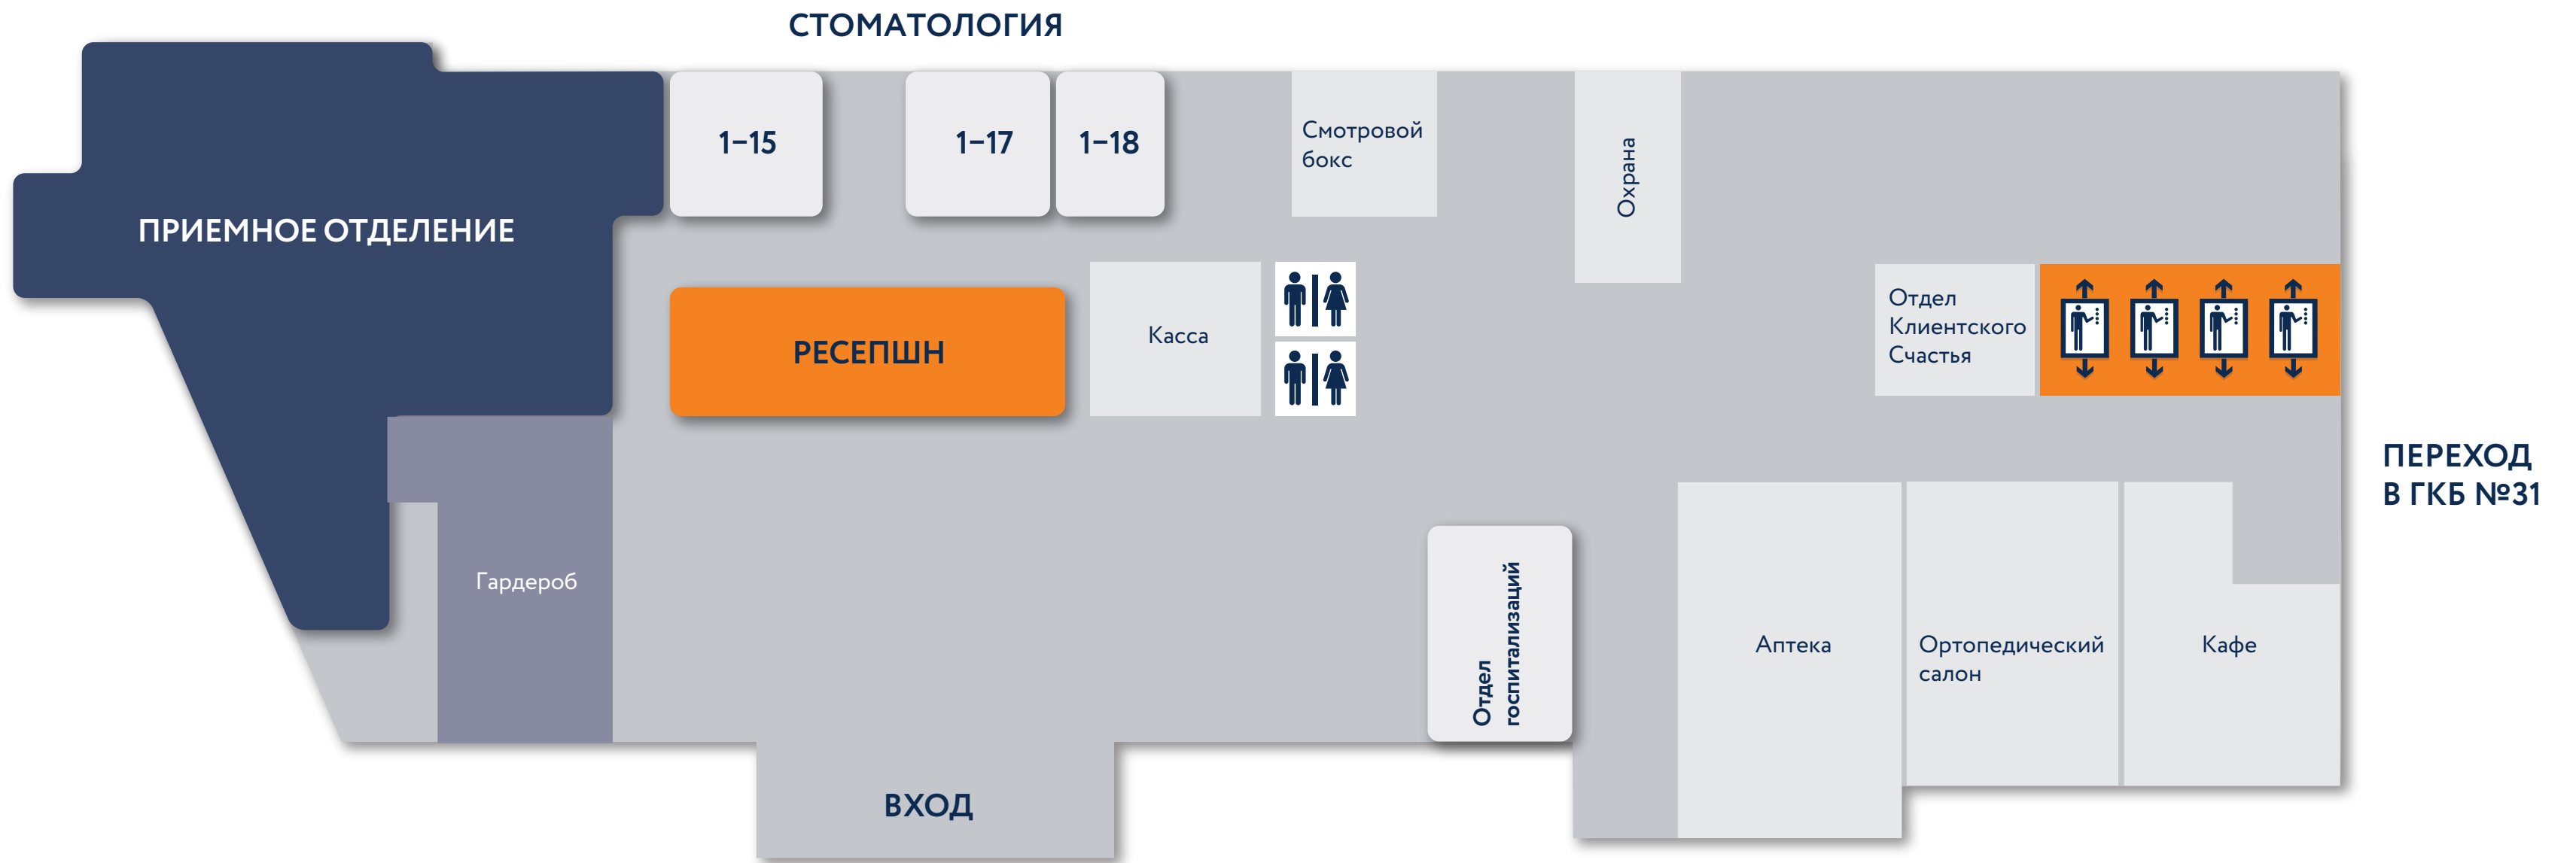 СТОМАТОЛОГИЯ
ПРИЕМНОЕ ОТДЕЛЕНИЕ
1–15
1–17
1–18
Смотровой
бокс
Охрана
РЕСЕПШН
Касса
Отдел
Клиентского
Счастья
ПЕРЕХОД
В ГКБ №31
Гардероб
Отдел
госпитализаций
Аптека
Ортопедический
салон
Кафе
ВХОД